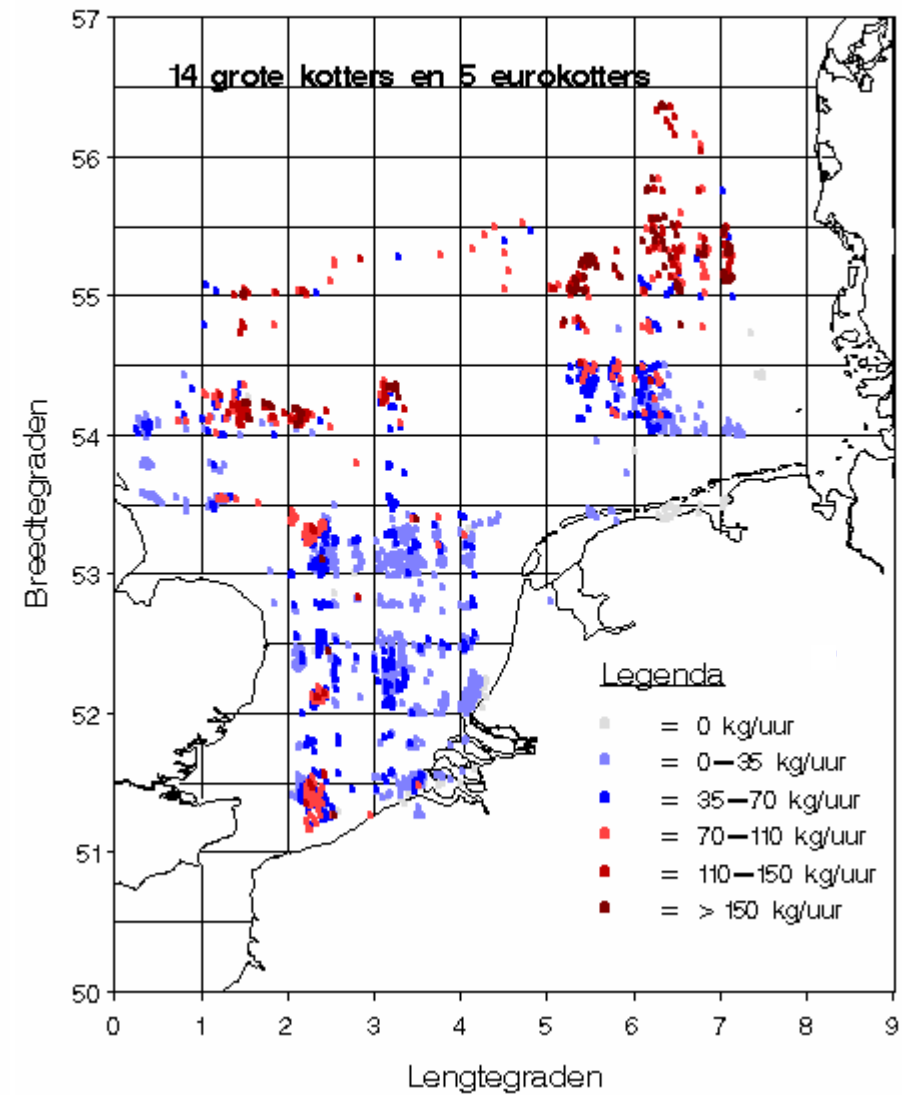 14 grote kotters en 5 eurokotters
57
56
55
54
53
52
51
50
Breedtegraden
Legenda
= 0 kg/uur
= 0-35 kg/uur
= 35-70 kg/uur
= 70-110 kg/uur
= 110-150 kg/uur
= > 150 kg/uur
0 1 2 3 4 5 6 7 8 9
Lengtegraden